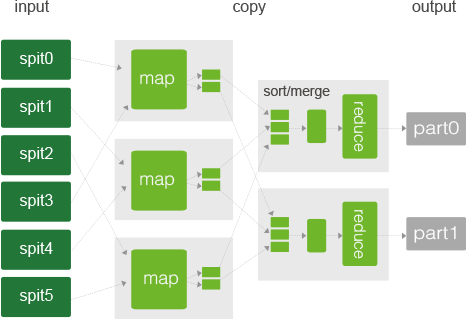 input copy output
spit0
spit1
spit2
spit3
spit4
spit5
map
map
map
sort/merge
reduce
reduce
part0
part1